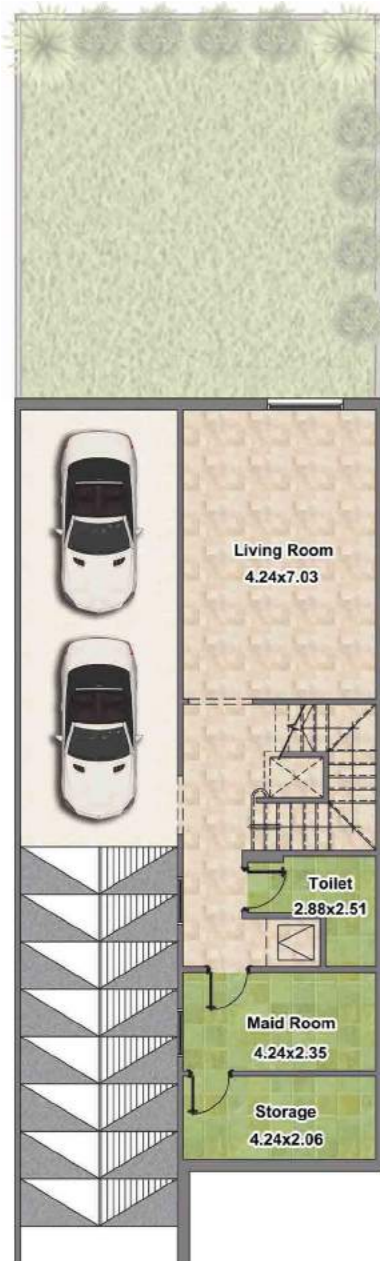 Living Room
4.24x7.03
Toilet
2.88x2.51
Maid Room
4.24x2.35
Storage
4.24x2.06